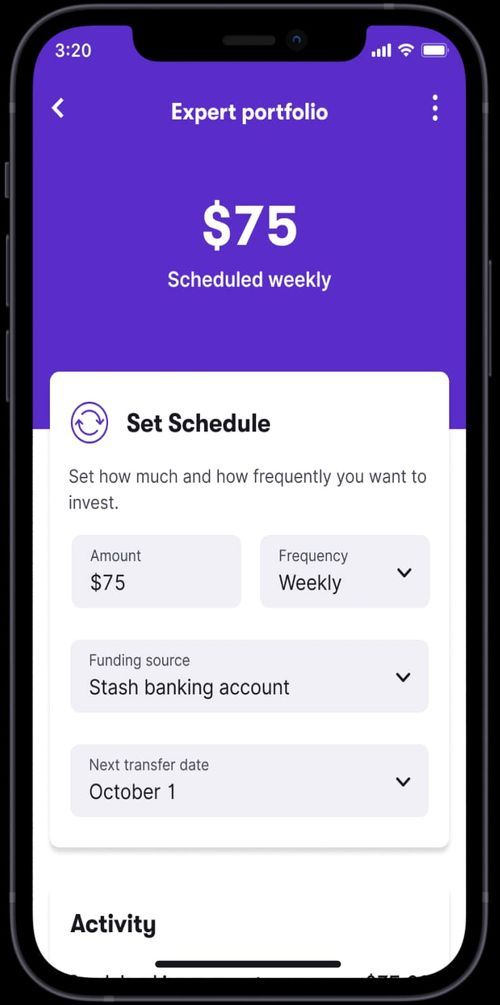 3:20
Expert portfolio
$75
Scheduled weekly
Set Schedule
Set how much and how frequently you want to
invest.
Amount
$75
Frequency
Weekly
Funding source
Stash banking account
Next transfer date
October 1
Activity